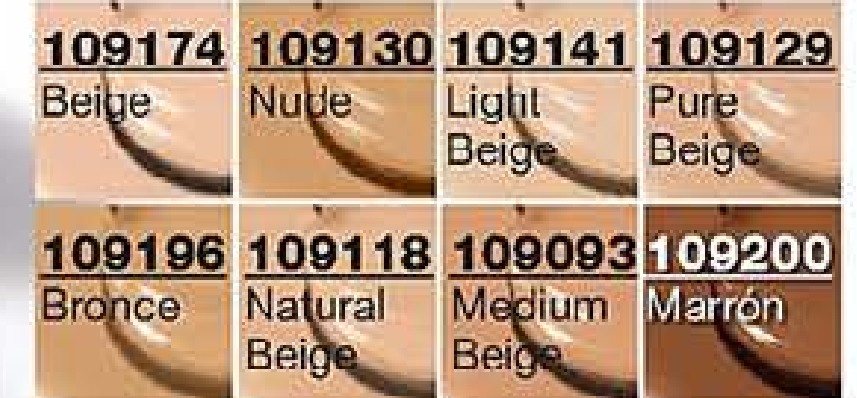 109174 109130 109141 109129
Beige Nude Light Pure
Beige Beige
109196 109118 109093 109200
Bronce Natural Medium Marrón
Beige Beige